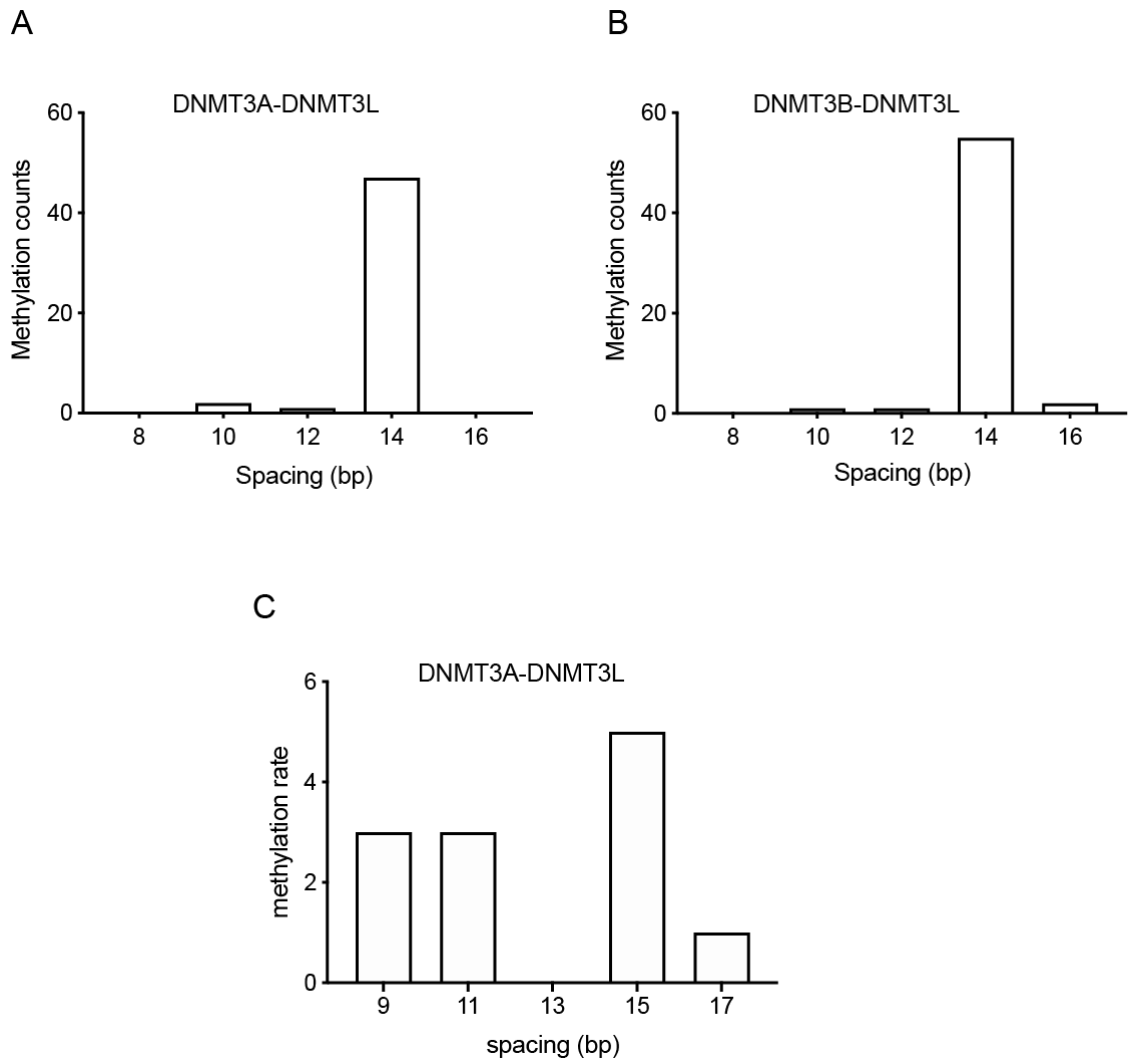 A
DNMT3A-DNMT3L
Methylation counts
60
40
20
0
8 10 12 14 16
Spacing (bp)
B
DNMT3B-DNMT3L
Methylation counts
60
40
20
0
8 10 12 14 16
Spacing (bp)
C
DNMT3A-DNMT3L
methylation rate
6
4
2
0
9 11 13 15 17
spacing (bp)